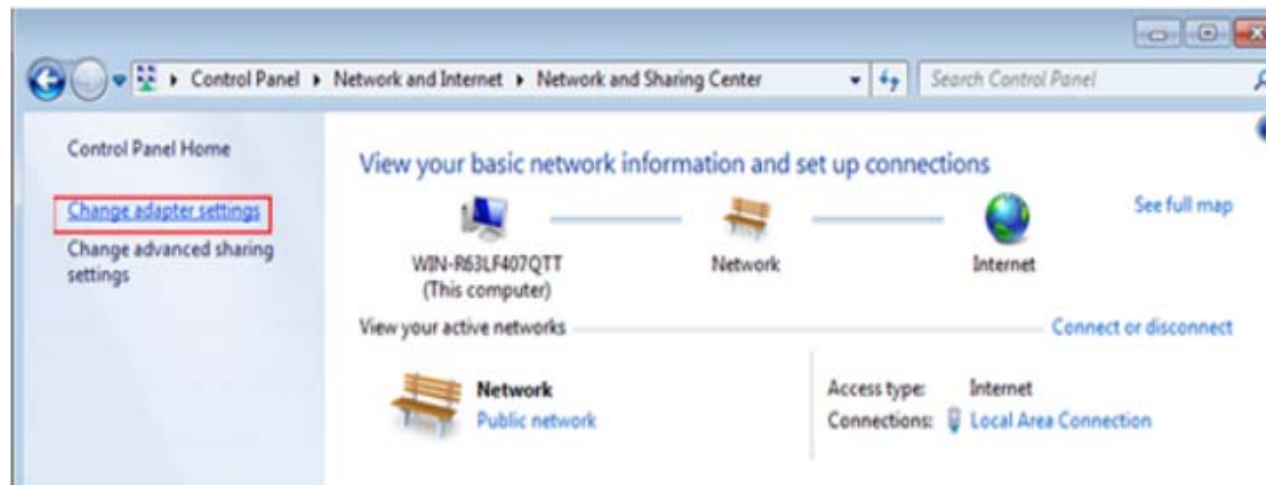 Control Panel ▸ Network and Internet ▸ Network and Sharing Center
Search Control Panel
Control Panel Home
Change adapter settings
Change advanced sharing
settings
View your basic network information and set up connections
See full map
WIN-R63LF407QTT
(This computer)
Network
Internet
View your active networks
Connect or disconnect
Network
Public network
Access type: Internet
Connections: Local Area Connection